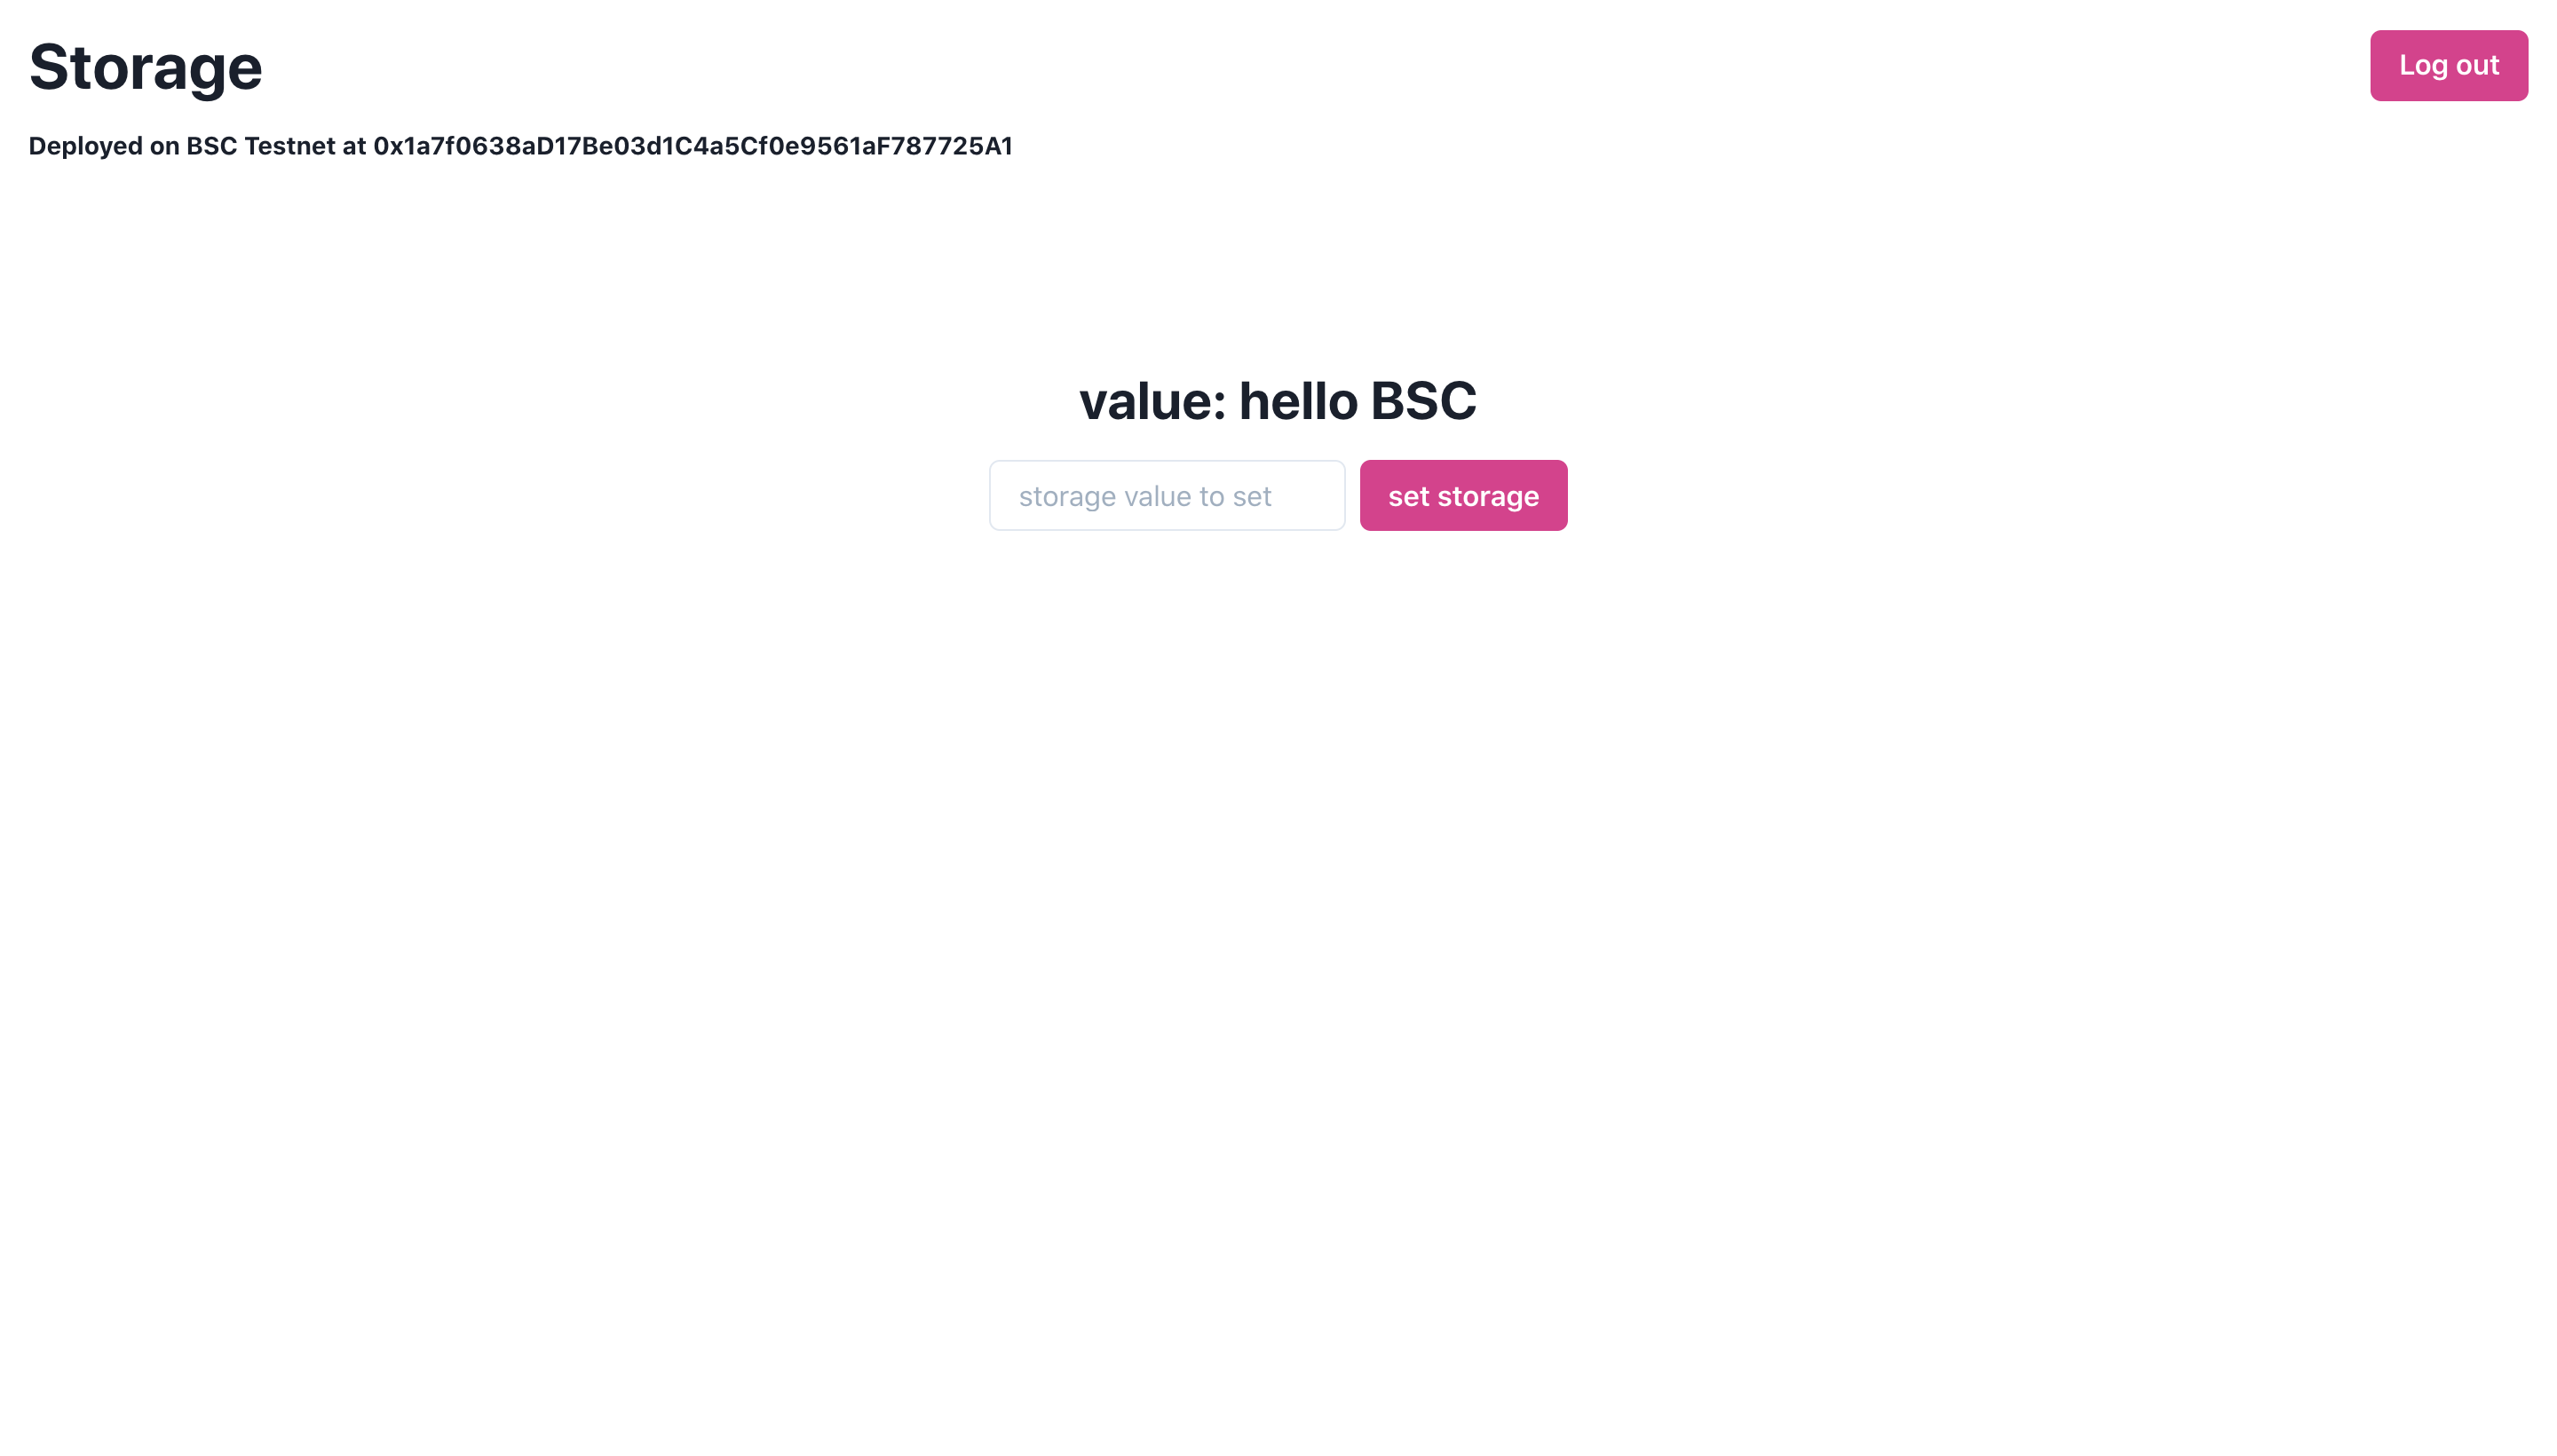 Storage
Log out
Deployed on BSC Testnet at 0x1a7f0638aD17Be03d1C4a5Cf0e9561aF787725A1
value: hello BSC
storage value to set
set storage